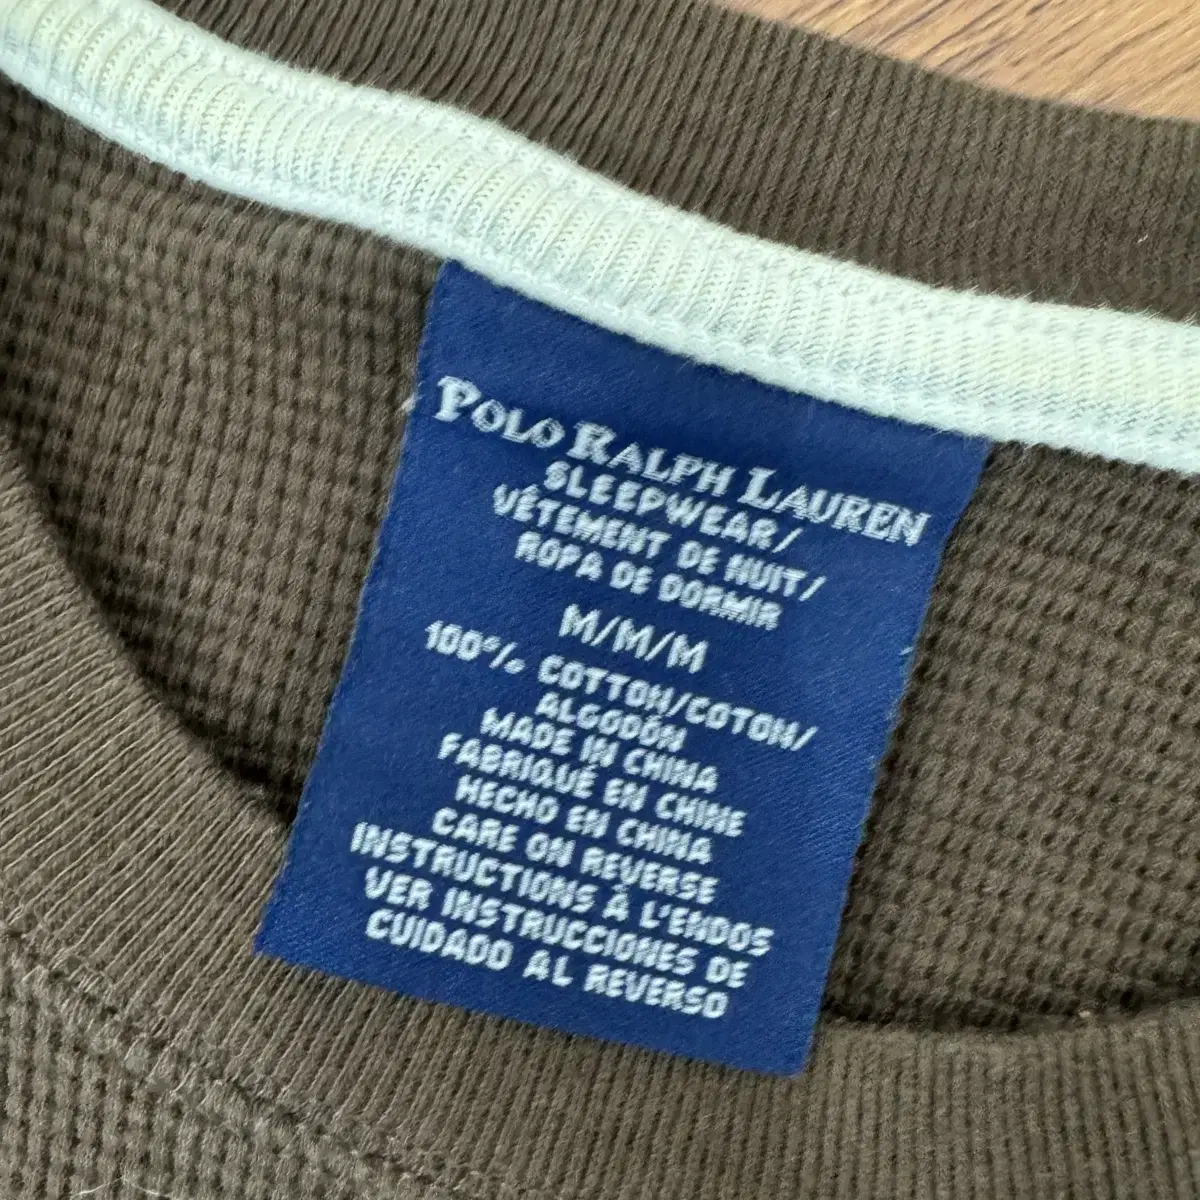 POLO RALPH LAUREN
SLEEPWEAR/
VÊTEMENT DE NUIT/
ROPA DE DORMIR
M/M/M
100% COTTON/COTON/
ALGODÓN
MADE IN CHINA
FABRIQUÉ EN CHINE
HECHO EN CHINA
CARE ON REVERSE
INSTRUCTIONS À L'ENDOS
VER INSTRUCCIONES DE
CUIDADO AL REVERSO